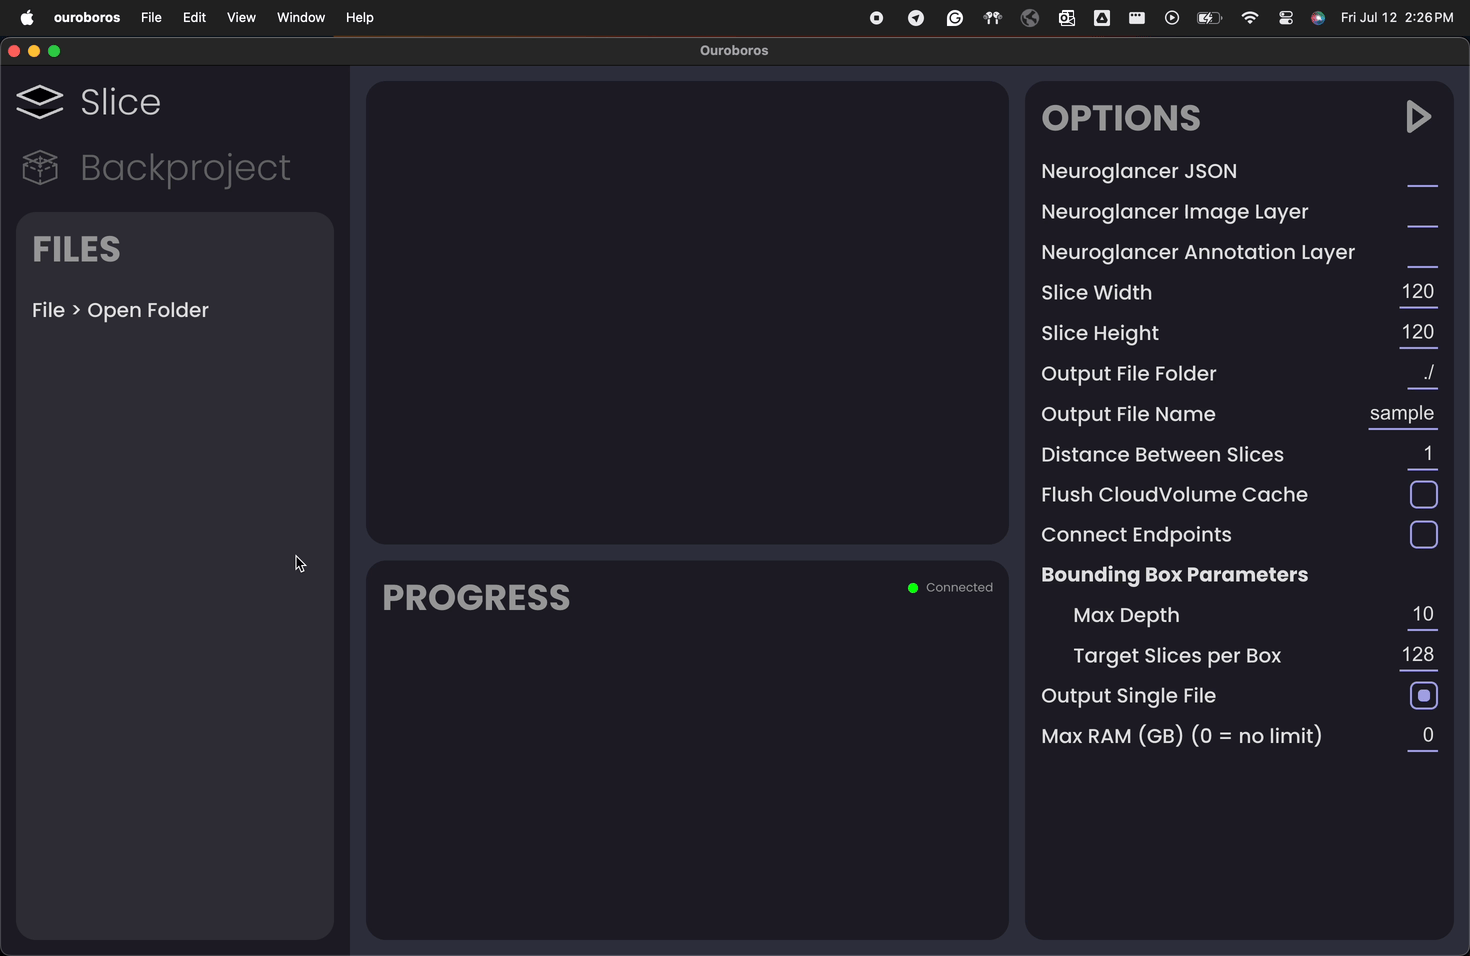 ouroboros File Edit View Window Help Fri Jul 12 2:26 PM
Ouroboros
Slice
Backproject
FILES
File > Open Folder
PROGRESS
Connected
OPTIONS
Neuroglancer JSON
Neuroglancer Image Layer
Neuroglancer Annotation Layer
Slice Width 120
Slice Height 120
Output File Folder ./
Output File Name sample
Distance Between Slices 1
Flush CloudVolume Cache
Connect Endpoints
Bounding Box Parameters
Max Depth 10
Target Slices per Box 128
Output Single File
Max RAM (GB) (0 = no limit) 0